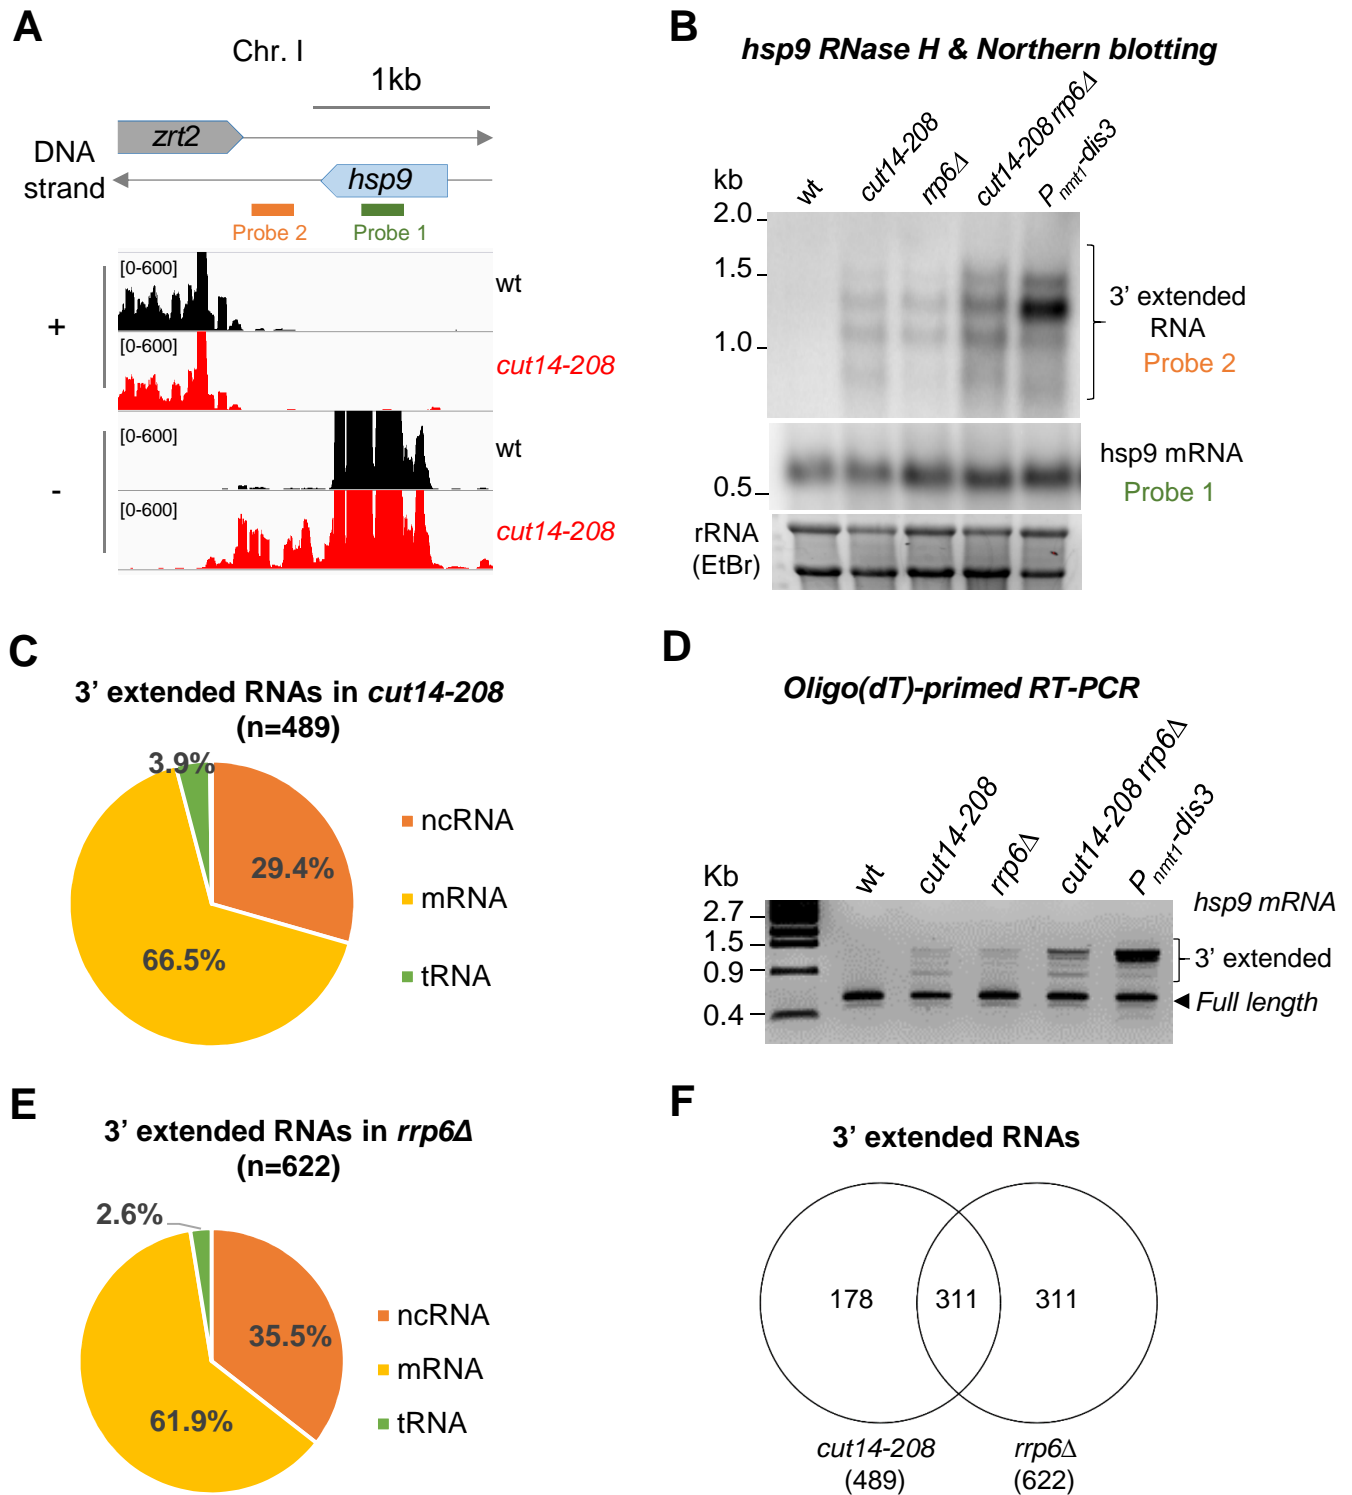 A
Chr. I
1kb
zrt2
DNA
strand
hsp9
Probe 2
Probe 1
[0-600]
wt
+
[0-600]
cut14-208
[0-600]
wt
-
[0-600]
cut14-208
B
hsp9 RNase H & Northern blotting
wt
cut14-208
rrp6Δ
cut14-208 rrp6Δ
P nmt1-dis3
kb
2.0
1.5
1.0
0.5
3’ extended
RNA
Probe 2
hsp9 mRNA
Probe 1
rRNA
(EtBr)
C
3’ extended RNAs in cut14-208
(n=489)
3.9%
29.4%
66.5%
ncRNA
mRNA
tRNA
D
Oligo(dT)-primed RT-PCR
wt
cut14-208
rrp6Δ
cut14-208 rrp6Δ
P nmt1-dis3
Kb
2.7
1.5
0.9
0.4
hsp9 mRNA
3’ extended
Full length
E
3’ extended RNAs in rrp6Δ
(n=622)
2.6%
35.5%
61.9%
ncRNA
mRNA
tRNA
F
3’ extended RNAs
178
311
311
cut14-208
(489)
rrp6Δ
(622)